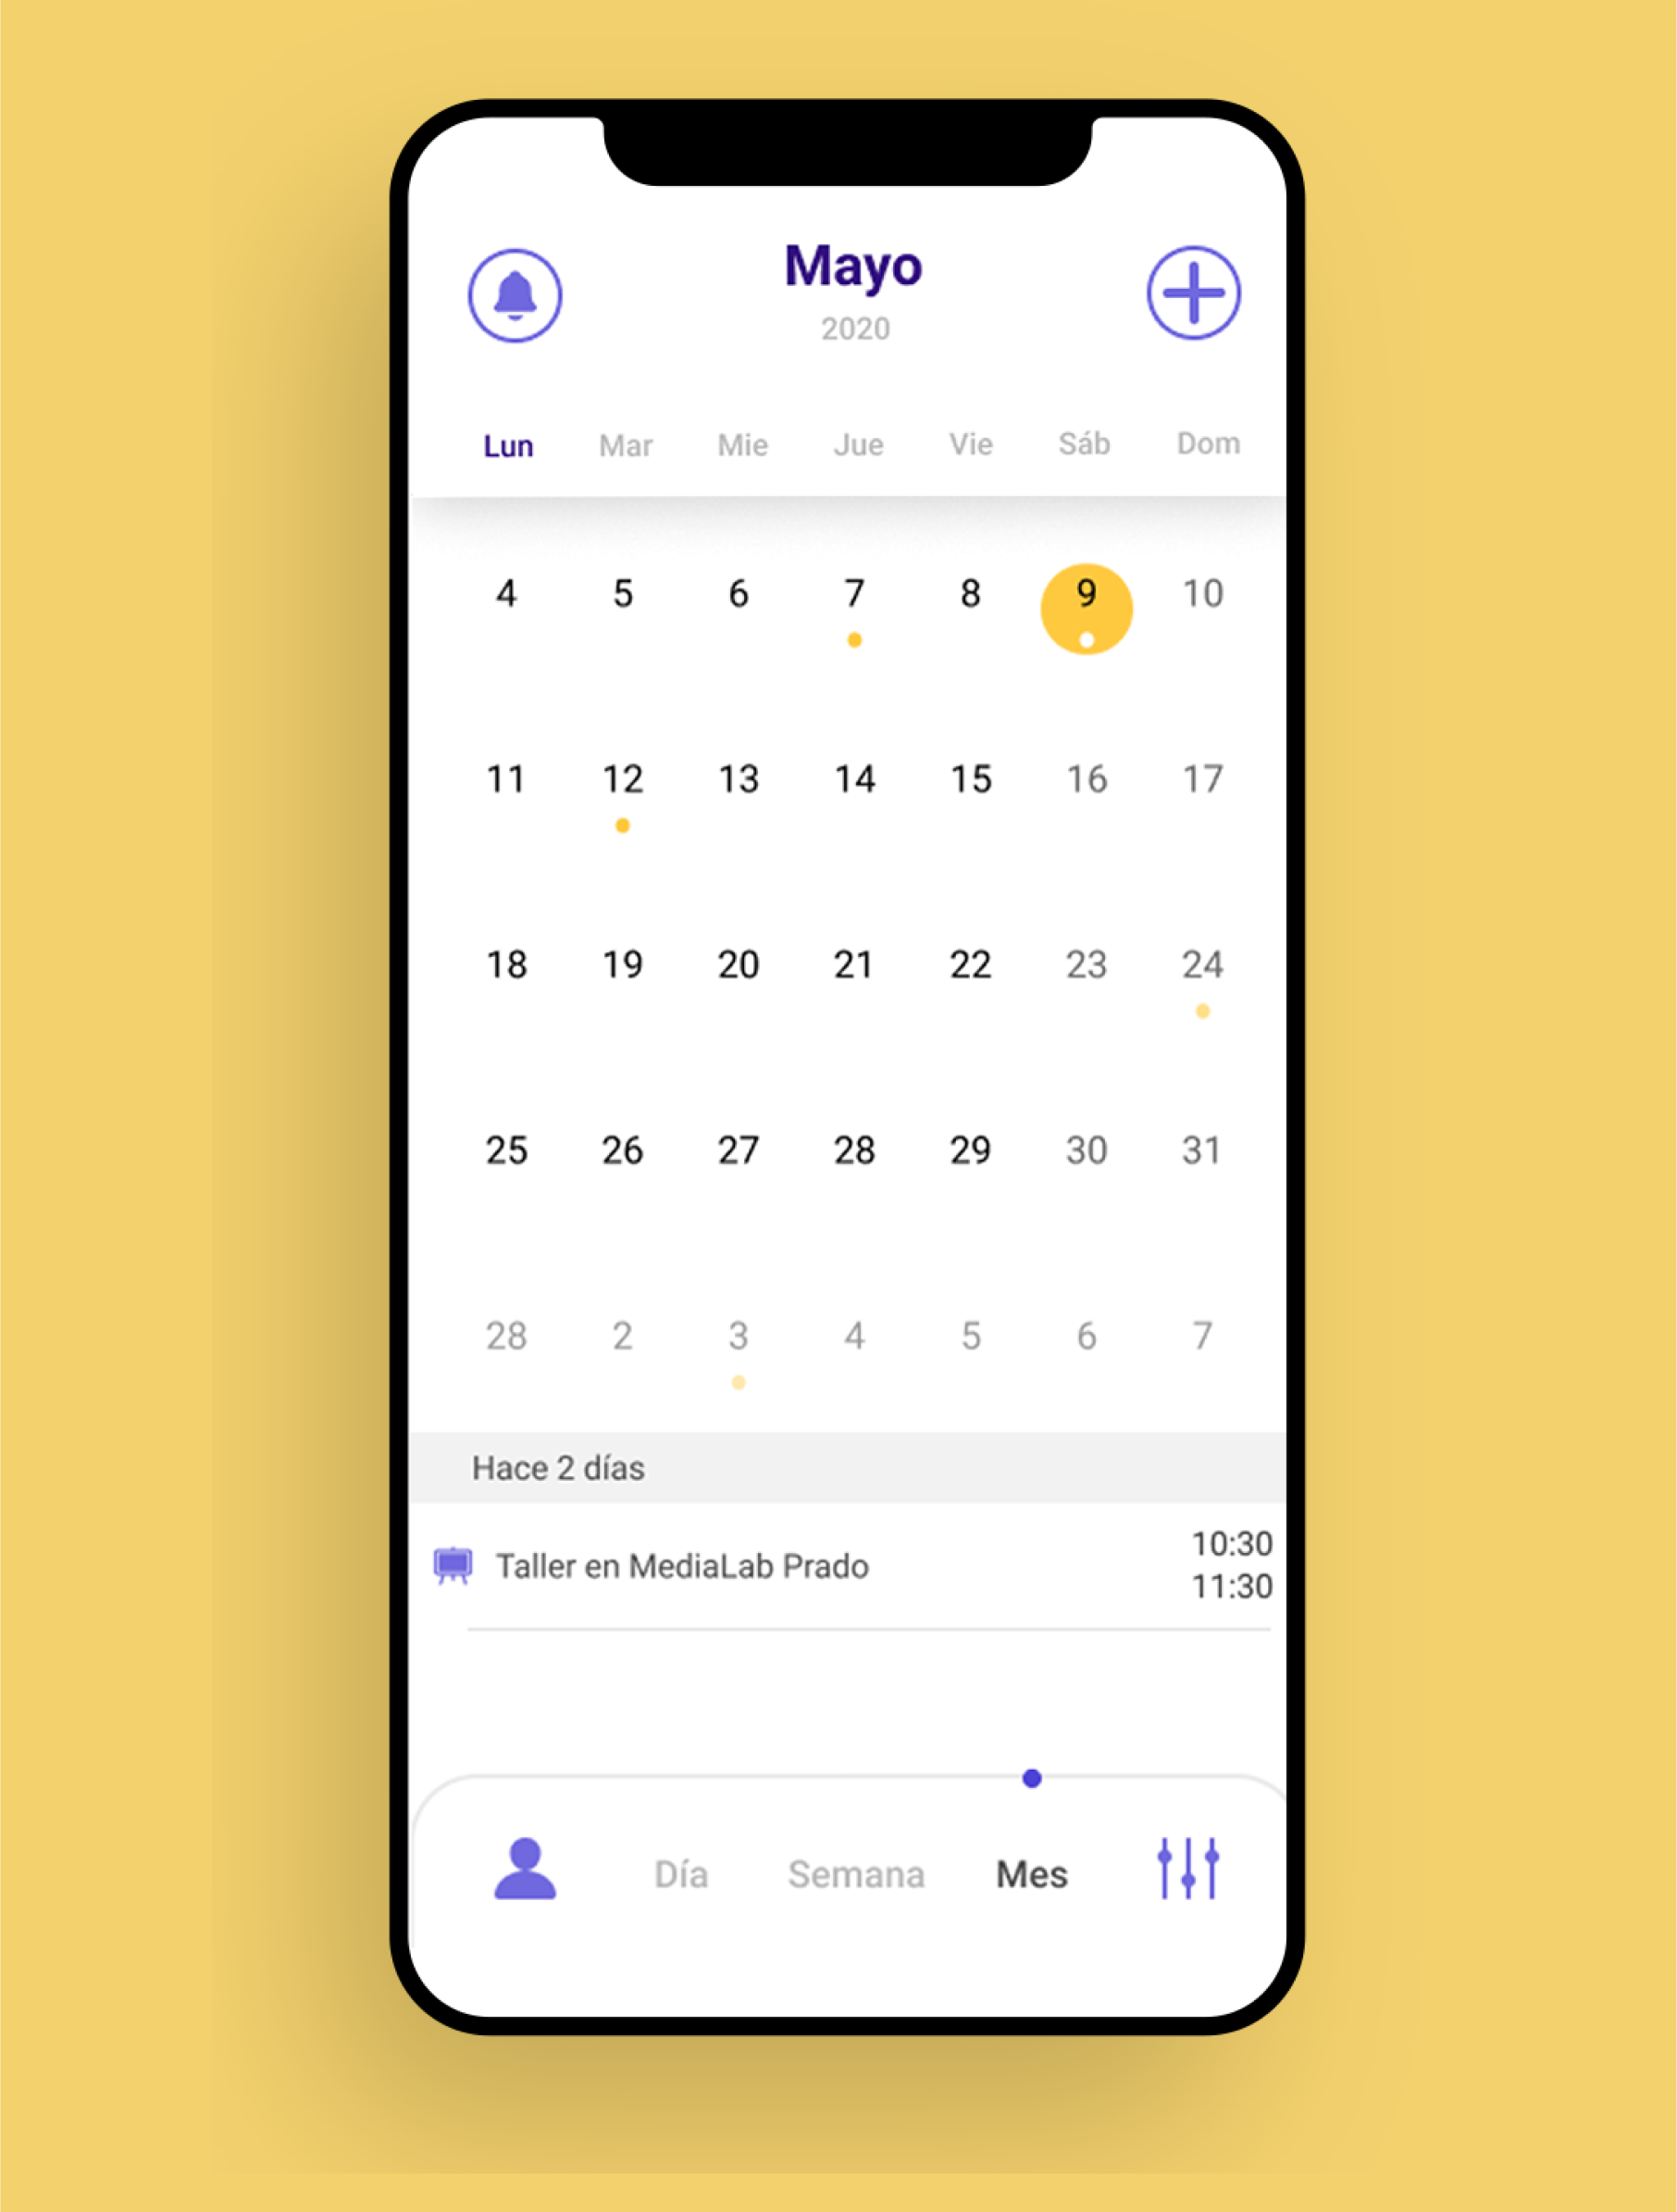 Mayo
2020
Lun Mar Mie Jue Vie Sáb Dom
4 5 6 7 8 9 10
11 12 13 14 15 16 17
18 19 20 21 22 23 24
25 26 27 28 29 30 31
28 2 3 4 5 6 7
Hace 2 días
Taller en MediaLab Prado 10:30
11:30
Día Semana Mes